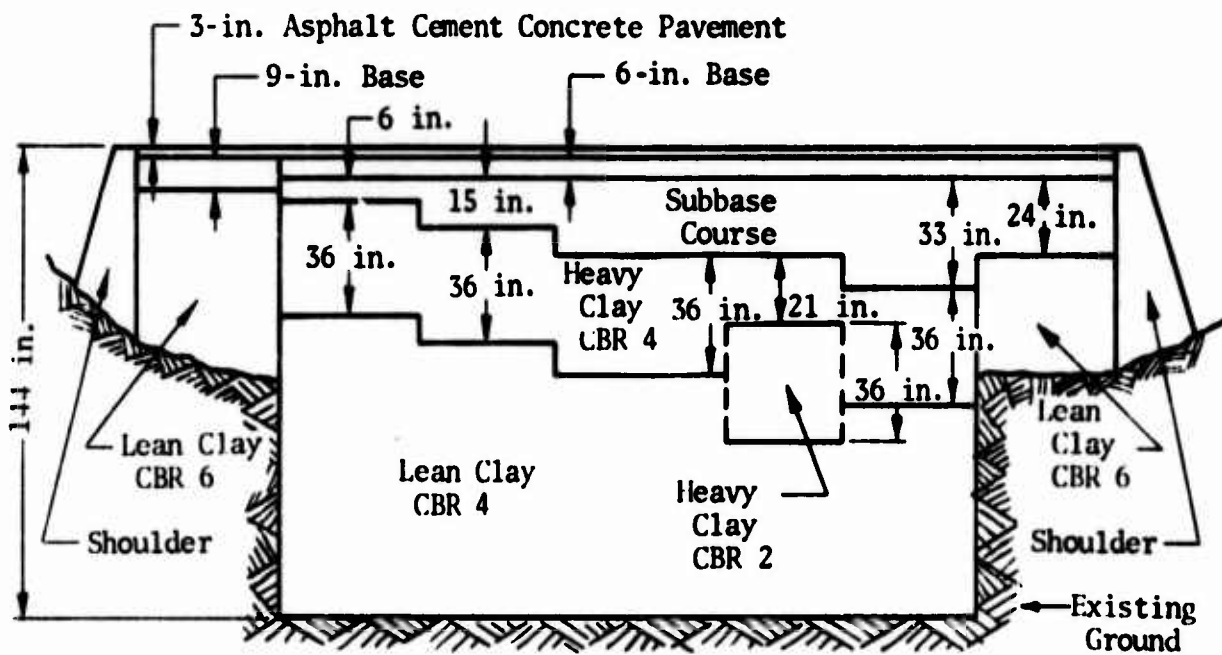 3-in. Asphalt Cement Concrete Pavement
9-in. Base
6-in. Base
6 in.
15 in.
Subbase
Course
33 in.
24 in.
36 in.
36 in.
Heavy
Clay
CBR 4
36 in.
21 in.
36 in.
36 in.
144 in.
Lean Clay
CBR 6
Lean Clay
CBR 4
Heavy
Clay
CBR 2
Lean
Clay
CBR 6
Shoulder
Shoulder
Existing
Ground